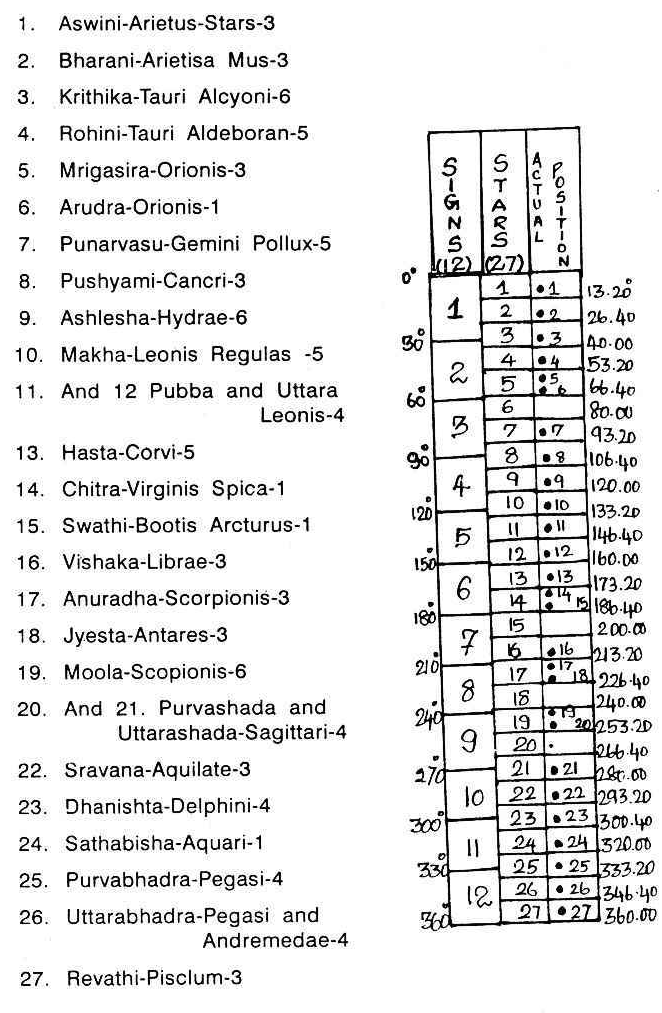 1. Aswini-Arietus-Stars-3
2. Bharani-Arietisa Mus-3
3. Krithika-Tauri Alcyoni-6
4. Rohini-Tauri Aldeboran-5
5. Mrigasira-Orionis-3
6. Arudra-Orionis-1
7. Punarvasu-Gemini Pollux-5
8. Pushyami-Cancri-3
9. Ashlesha-Hydrae-6
10. Makha-Leonis Regulas -5
11. And 12 Pubba and Uttara
Leonis-4
13. Hasta-Corvi-5
14. Chitra-Virginis Spica-1
15. Swathi-Bootis Arcturus-1
16. Vishaka-Librae-3
17. Anuradha-Scorpionis-3
18. Jyesta-Antares-3
19. Moola-Scopionis-6
20. And 21. Purvashada and
Uttarashada-Sagittari-4
22. Sravana-Aquilate-3
23. Dhanishta-Delphini-4
24. Sathabisha-Aquari-1
25. Purvabhadra-Pegasi-4
26. Uttarabhadra-Pegasi and
Andremedae-4
27. Revathi-Pisclum-3
SIGNS (12) STARS (27) ACTUAL POSITION
0°
1 1 •1 13.20°
2 •2 26.40
3 •3 40.00
30°
2 4 •4 53.20
5 •5 •6 66.40
60°
3 6 80.00
7 •7 93.20
90°
8 •8 106.40
4 9 •9 120.00
10 •10 133.20
120°
5 11 •11 146.40
12 •12 160.00
150°
6 13 •13 173.20
14 •14 •15 186.40
180°
7 15 200.00
16 •16 213.20
210°
8 17 •17 •18 226.40
18 240.00
240°
9 19 •19 •20 253.20
20 • 266.40
270°
21 •21 280.00
10 22 •22 293.20
23 •23 300.40
300°
11 24 •24 320.00
25 •25 333.20
330°
12 26 •26 346.40
27 •27 360.00
360°